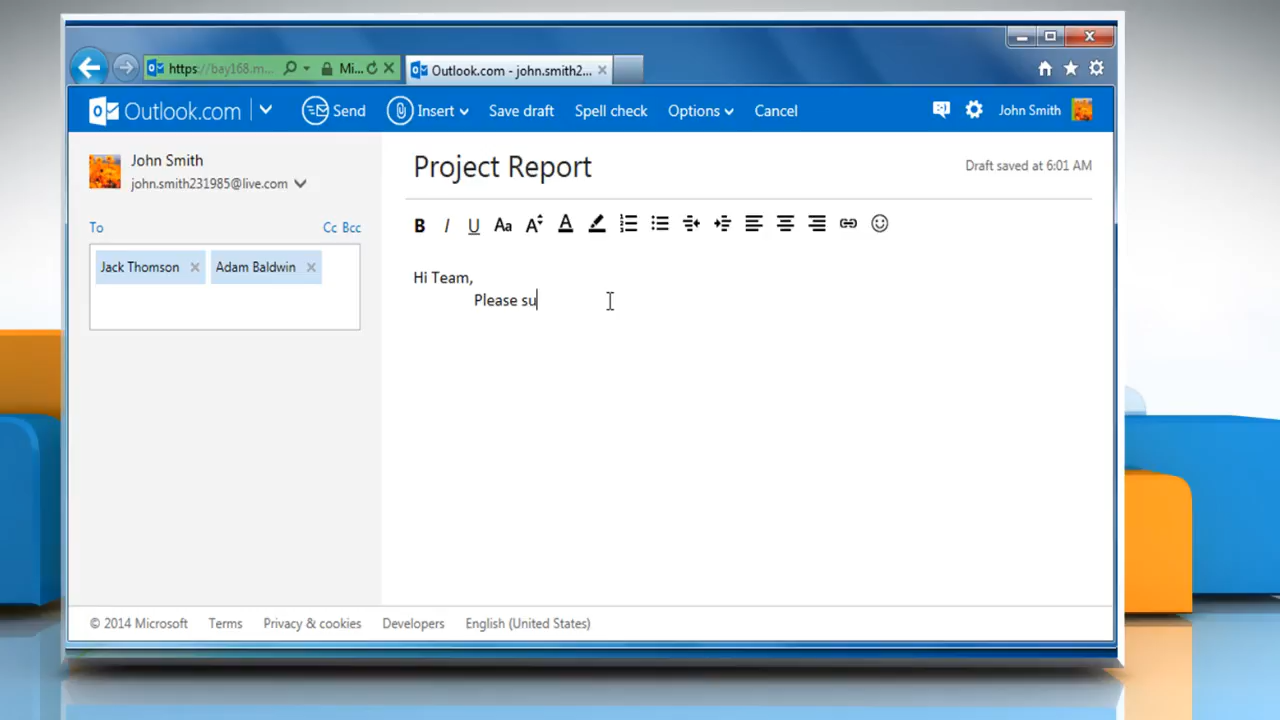 https://bay168.m...
Mi...
Outlook.com - john.smith2...
Outlook.com
Send
Insert
Save draft
Spell check
Options
Cancel
John Smith
John Smith
john.smith231985@live.com
Project Report
Draft saved at 6:01 AM
To
Cc Bcc
B I U Aa A A
Jack Thomson
Adam Baldwin
Hi Team,
Please su
© 2014 Microsoft Terms Privacy & cookies Developers English (United States)